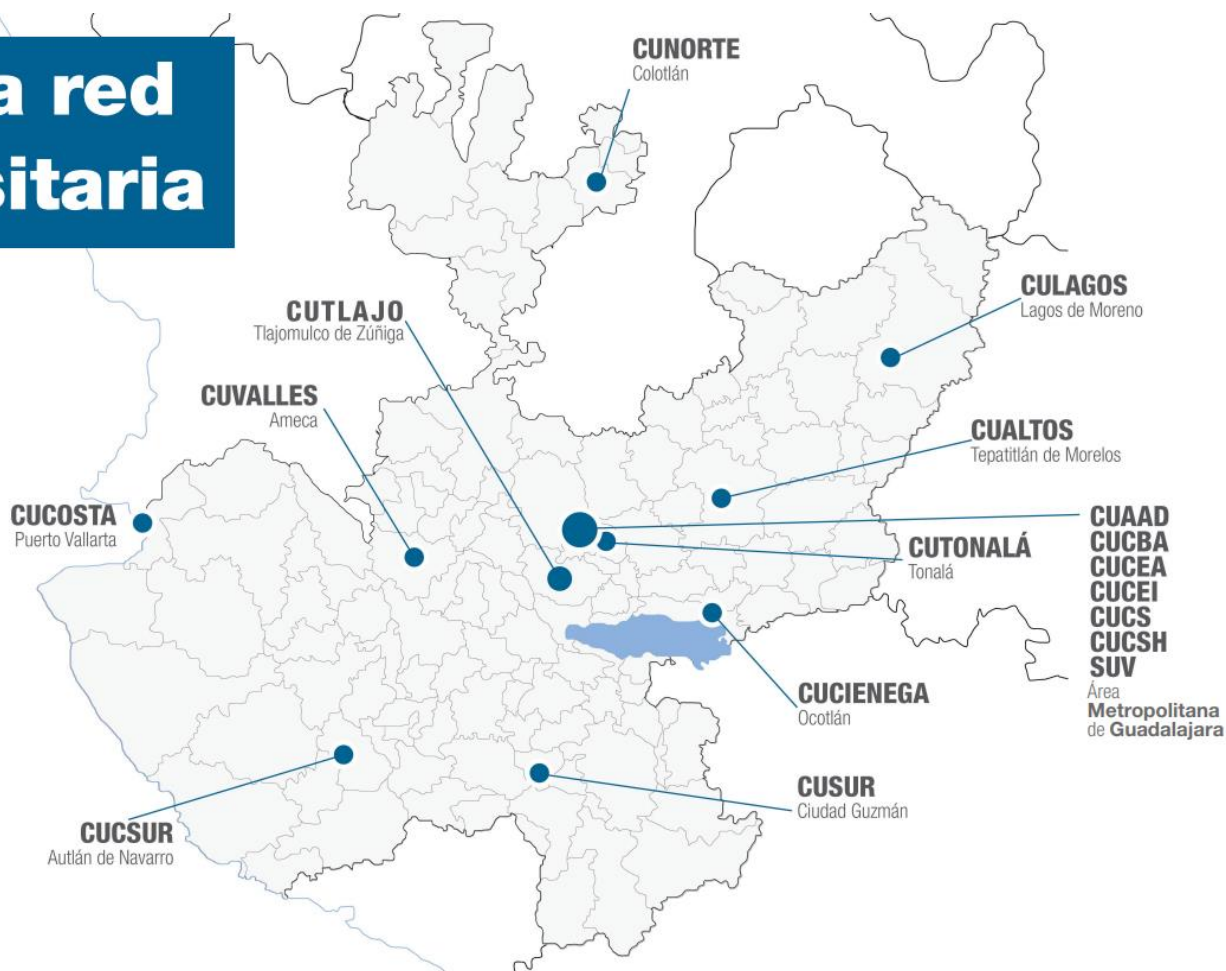 a red
sitaria
CUNORTE
Colotlán
CULAGOS
Lagos de Moreno
CUTLAJO
Tlajomulco de Zúñiga
CUVALLES
Ameca
CUALTOS
Tepatitlán de Morelos
CUCOSTA
Puerto Vallarta
CUAAD
CUCBA
CUCEA
CUCEI
CUCS
CUCSH
SUV
Área
Metropolitana
de Guadalajara
CUTONALÁ
Tonalá
CUCIENEGA
Ocotlán
CUSUR
Ciudad Guzmán
CUCSUR
Autlán de Navarro